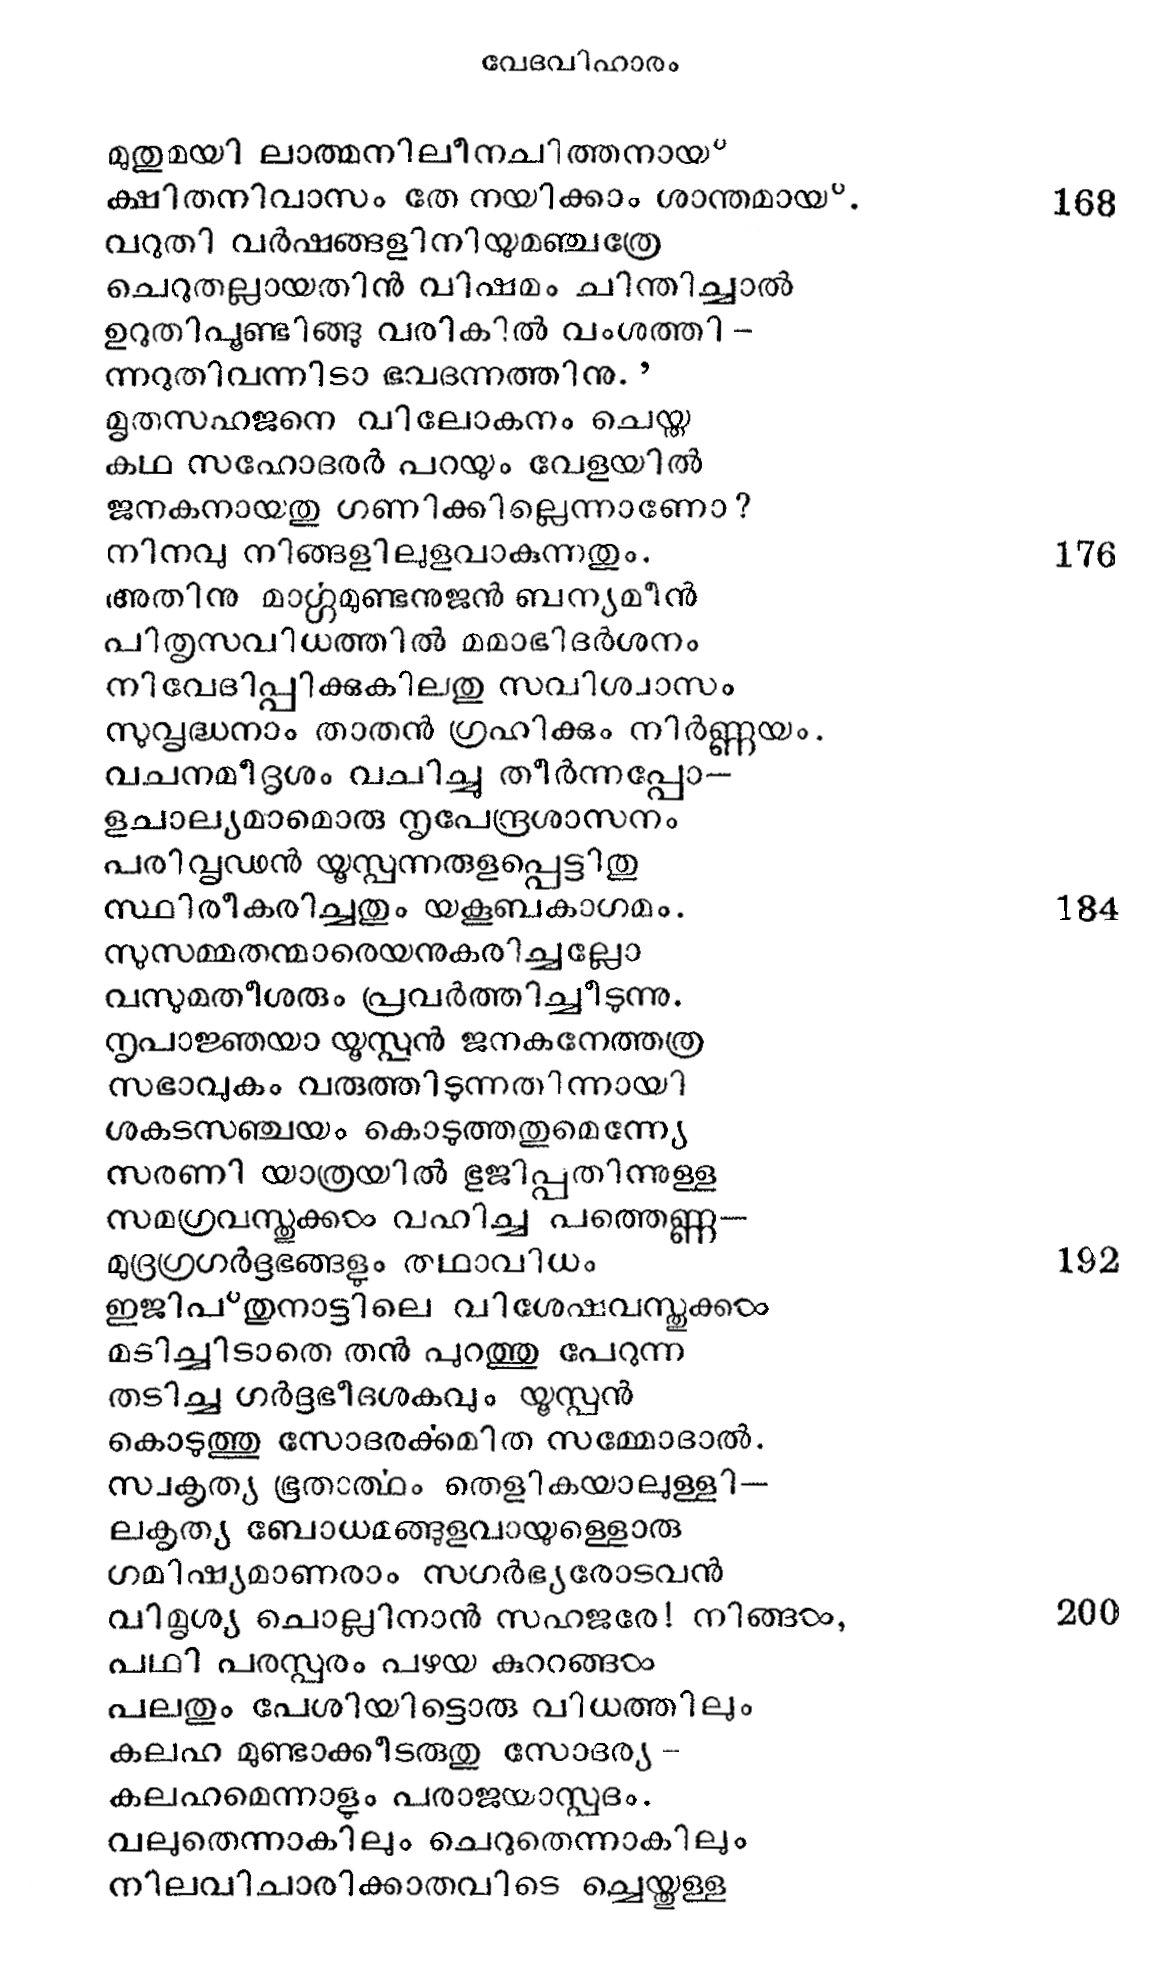 വേദവിഹാരം
മുതുമയി ലാത്മനിലീനചിത്തനായ്
ക്ഷിതനിവാസം തേ നയിക്കാം ശാന്തമായ്. 168
വറുതി വർഷങ്ങളിനിയുമഞ്ചത്രേ
ചെറുതല്ലായതിൻ വിഷമം ചിന്തിച്ചാൽ
ഉറുതിപൂണ്ടിങ്ങു വരികിൽ വംശത്തി –
ന്നറുതിവന്നിടാ ഭവദന്നത്തിനു. ’
മൃതസഹജനെ വിലോകനം ചെയ്ത
കഥ സഹോദരർ പറയും വേളയിൽ
ജനകനായതു ഗണിക്കില്ലെന്നാണോ?
നിനവു നിങ്ങളിലുളവാകുന്നതും. 176
അതിനു മാർഗ്ഗമുണ്ടനുജൻ ബന്യമീൻ
പിതൃസവിധത്തിൽ മമാഭിദർശനം
നിവേദിപ്പിക്കുകിലതു സവിശ്വാസം
സുവൃദ്ധനാം താതൻ ഗ്രഹിക്കും നിർണ്ണയം.
വചനമീദൃശം വചിച്ചു തീർന്നപ്പോ–
ളചാല്യമാമൊരു നൃപേന്ദ്രശാസനം
പരിവൃഢൻ യൂസ്പന്നരുളപ്പെട്ടിതു
സ്ഥിരീകരിച്ചതും യക്കൂബകാഗമം. 184
സുസമ്മതന്മാരെയനുകരിച്ചല്ലോ
വസുമതീശരും പ്രവർത്തിച്ചീടുന്നു.
നൃപാജ്ഞയാ യൂസ്പൻ ജനകനേത്തത്ര
സഭാവുകം വരുത്തിടുന്നതിന്നായി
ശകടസഞ്ചയം കൊടുത്തതുമെന്ന്യേ
സരണി യാത്രയിൽ ഭുജിപ്പതിന്നുള്ള
സമഗ്രവസ്തുക്കൾ വഹിച്ച പത്തെണ്ണ–
മുദഗ്രഗർദ്ദഭങ്ങളും തഥാവിധം 192
ഇജിപ്തുനാട്ടിലെ വിശേഷവസ്തുക്കൾ
മടിച്ചിടാതെ തൻ പുറത്തു പേറുന്ന
തടിച്ച ഗർദ്ദഭീദശകവും യൂസ്പൻ
കൊടുത്തു സോദരർക്കമിത സമ്മോദാൽ.
സ്വകൃത്യ ഭൂതാർത്ഥം തെളികയാലുള്ളി–
ലകൃത്യ ബോധമങ്ങുളവായുള്ളൊരു
ഗമിഷ്യമാണരാം സഗർഭ്യരോടവൻ
വിമൃശ്യ ചൊല്ലിനാൻ സഹജരേ! നിങ്ങൾ, 200
പഥി പരസ്പരം പഴയ കുററങ്ങൾ
പലതും പേശിയിട്ടൊരു വിധത്തിലും
കലഹ മുണ്ടാക്കീടരുതു സോദര്യ –
കലഹമെന്നാളും പരാജയാസ്പദം.
വലുതെന്നാകിലും ചെറുതെന്നാകിലും
നിലവിചാരിക്കാതവിടെ ച്ചെയ്തുള്ള